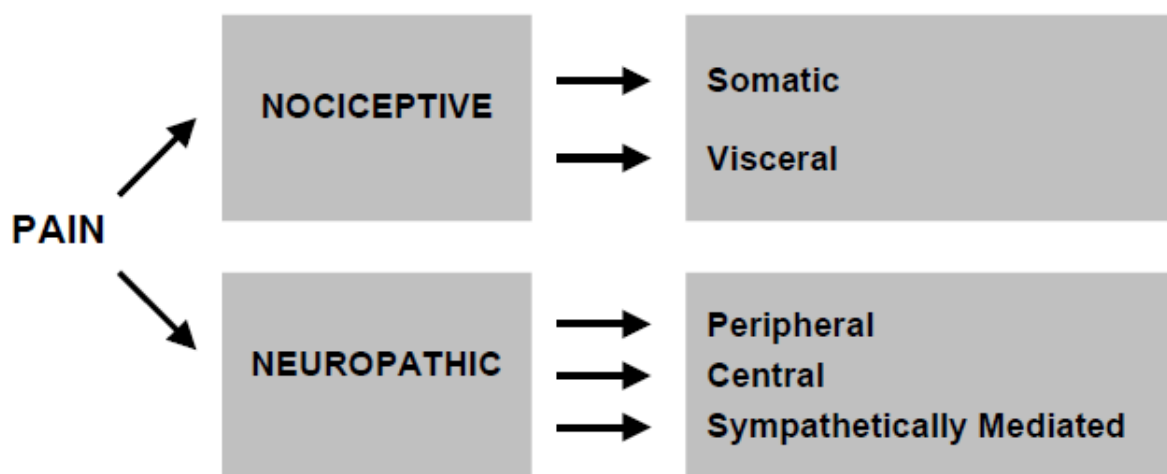 PAIN
NOCICEPTIVE
Somatic
Visceral
NEUROPATHIC
Peripheral
Central
Sympathetically Mediated